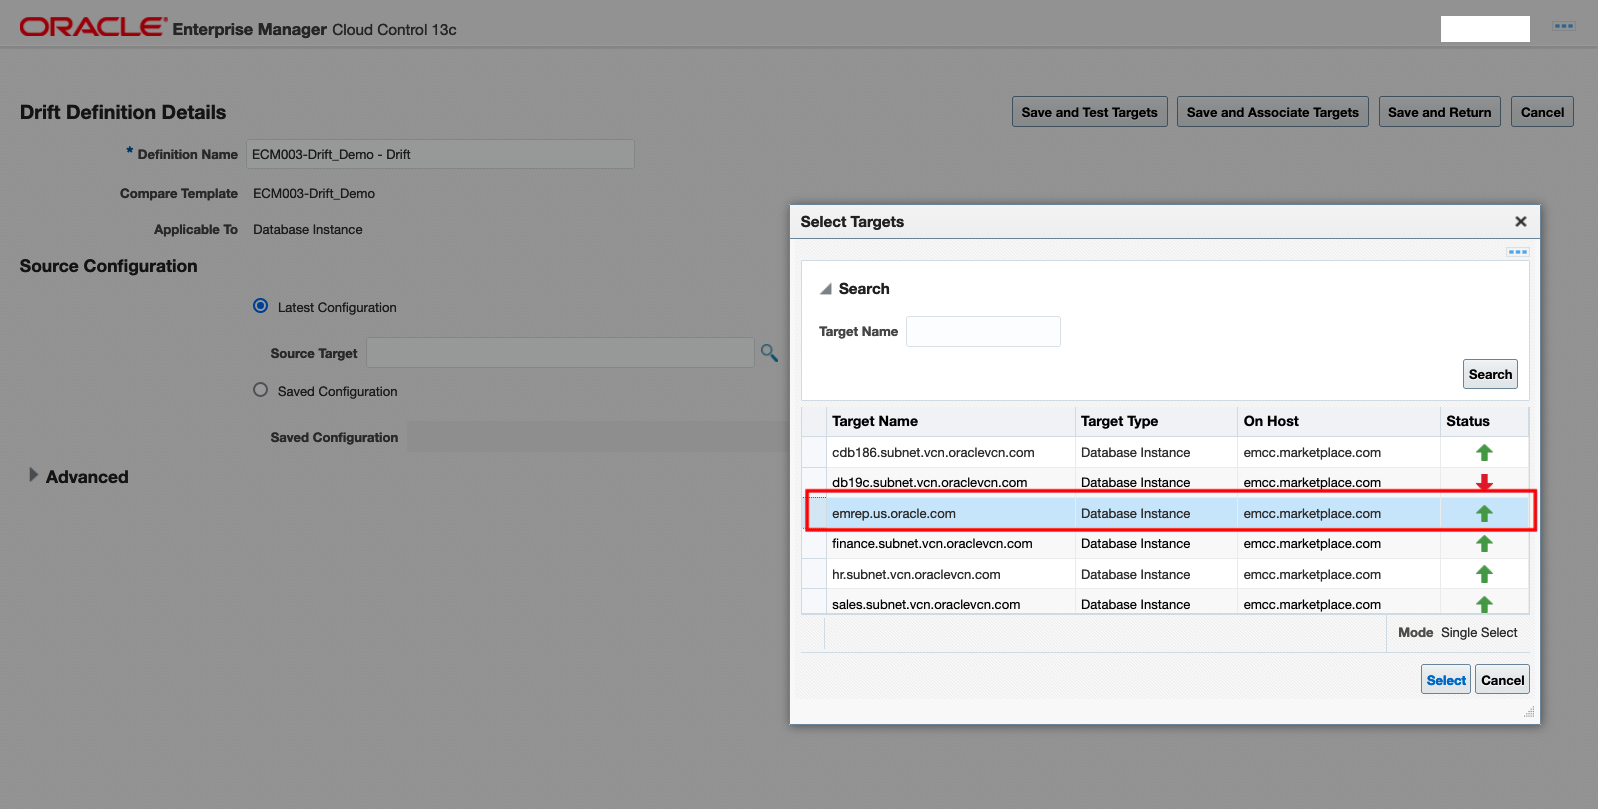 ORACLE Enterprise Manager Cloud Control 13c
Drift Definition Details
Save and Test Targets Save and Associate Targets Save and Return Cancel
* Definition Name ECM003-Drift_Demo - Drift
Compare Template ECM003-Drift_Demo
Applicable To Database Instance
Source Configuration
Latest Configuration
Source Target
Saved Configuration
Saved Configuration
Advanced
Select Targets
Search
Target Name
Search
Target Name Target Type On Host Status
cdb186.subnet.vcn.oraclevcn.com Database Instance emcc.marketplace.com
db19c.subnet.vcn.oraclevcn.com Database Instance emcc.marketplace.com
emrep.us.oracle.com Database Instance emcc.marketplace.com
finance.subnet.vcn.oraclevcn.com Database Instance emcc.marketplace.com
hr.subnet.vcn.oraclevcn.com Database Instance emcc.marketplace.com
sales.subnet.vcn.oraclevcn.com Database Instance emcc.marketplace.com
Mode Single Select
Select Cancel